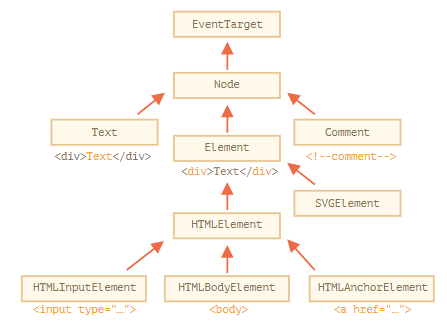 EventTarget
Node
Text
Element
Comment
<div>Text</div>
<div>Text</div>
<!--comment-->
SVGElement
HTMLElement
HTMLInputElement
HTMLBodyElement
HTMLAnchorElement
<input type="…">
<body>
<a href="…">